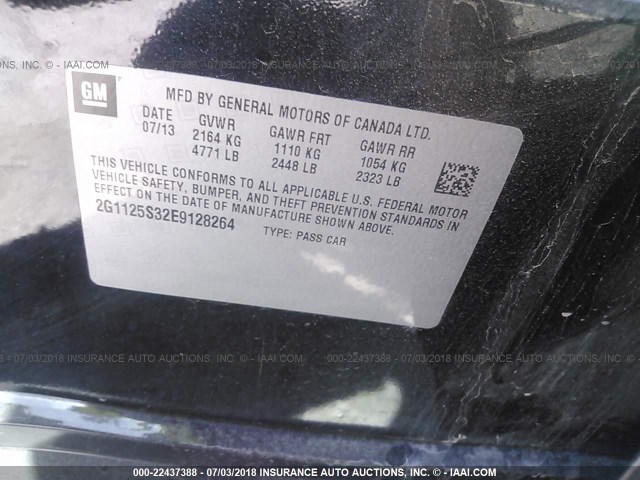 GM
MFD BY GENERAL MOTORS OF CANADA LTD.
DATE GVWR GAWR FRT GAWR RR
07/13 2164 KG 1110 KG 1054 KG
4771 LB 2448 LB 2323 LB
THIS VEHICLE CONFORMS TO ALL APPLICABLE U.S. FEDERAL MOTOR
VEHICLE SAFETY, BUMPER, AND THEFT PREVENTION STANDARDS IN
EFFECT ON THE DATE OF MANUFACTURE SHOWN ABOVE.
2G1125S32E9128264 TYPE: PASS CAR
000-22437388 - 07/03/2018 INSURANCE AUTO AUCTIONS, INC. - © IAAI.COM